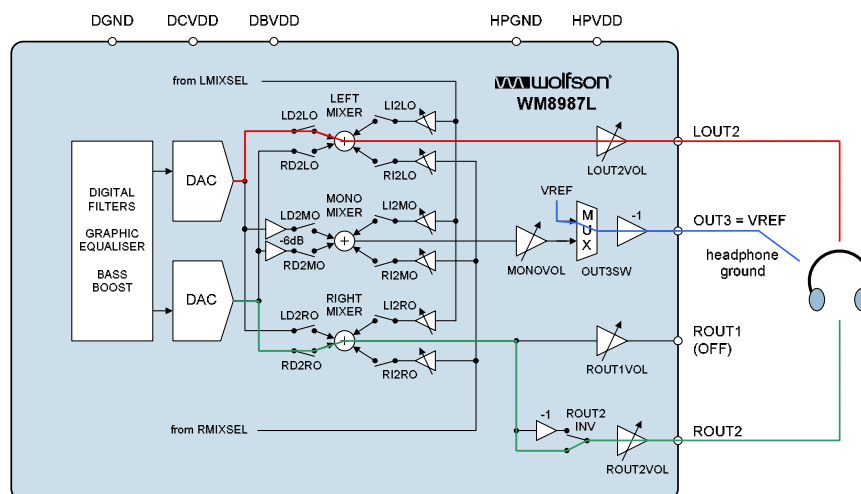 DGND DCVDD DBVDD HPGND HPVDD
from LMIXSEL
wolfson®
WM8987L
LEFT
MIXER
LD2LO
LI2LO
LOUT2
DAC
RD2LO
RI2LO
LOUT2VOL
DIGITAL
FILTERS
GRAPHIC
EQUALISER
BASS
BOOST
MONO
MIXER
LD2MO
LI2MO
-6dB
RD2MO
RI2MO
VREF
MUX
-1
MONOVOL
OUT3SW
OUT3 = VREF
headphone
ground
DAC
RIGHT
MIXER
LD2RO
LI2RO
RD2RO
RI2RO
ROUT1
(OFF)
ROUT1VOL
from RMIXSEL
-1
ROUT2
INV
ROUT2VOL
ROUT2